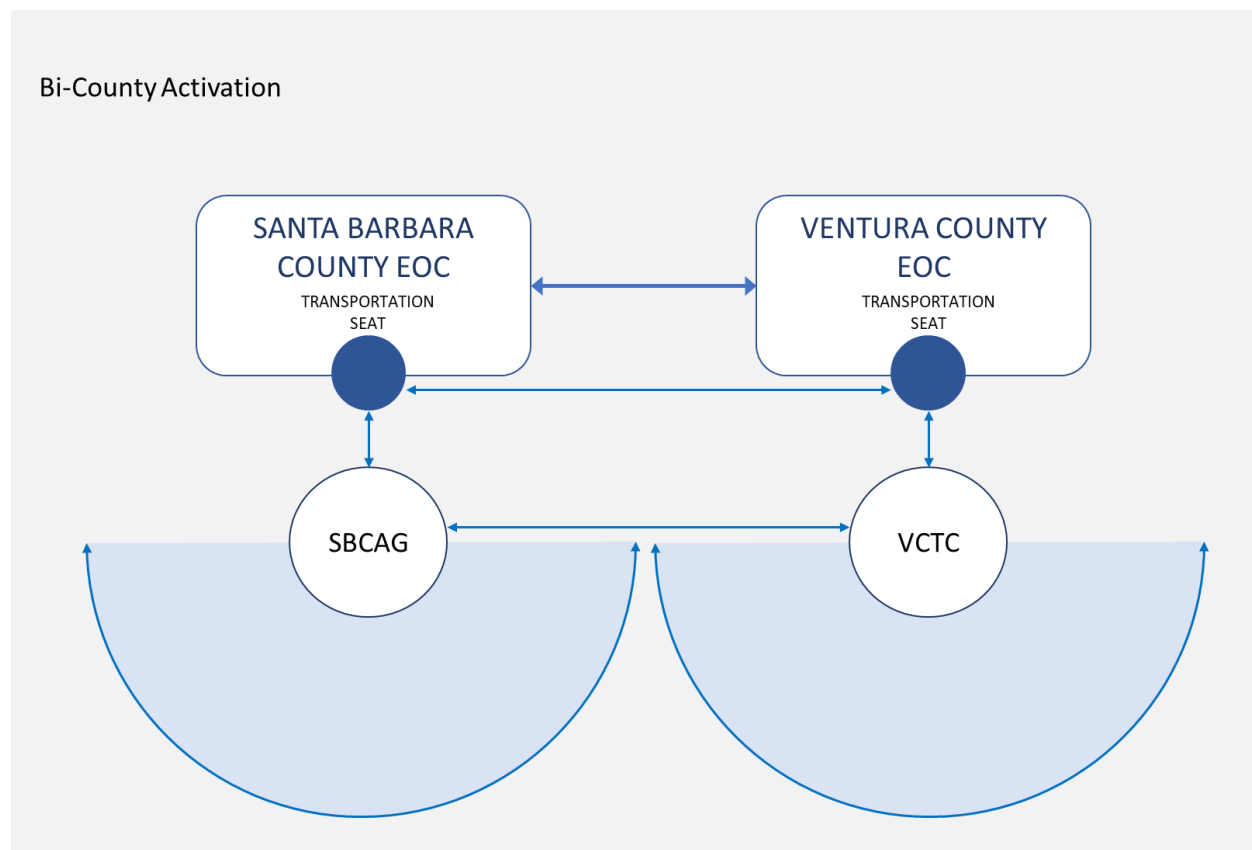 Bi-County Activation
SANTA BARBARA
COUNTY EOC
TRANSPORTATION
SEAT
VENTURA COUNTY
EOC
TRANSPORTATION
SEAT
SBCAG
VCTC